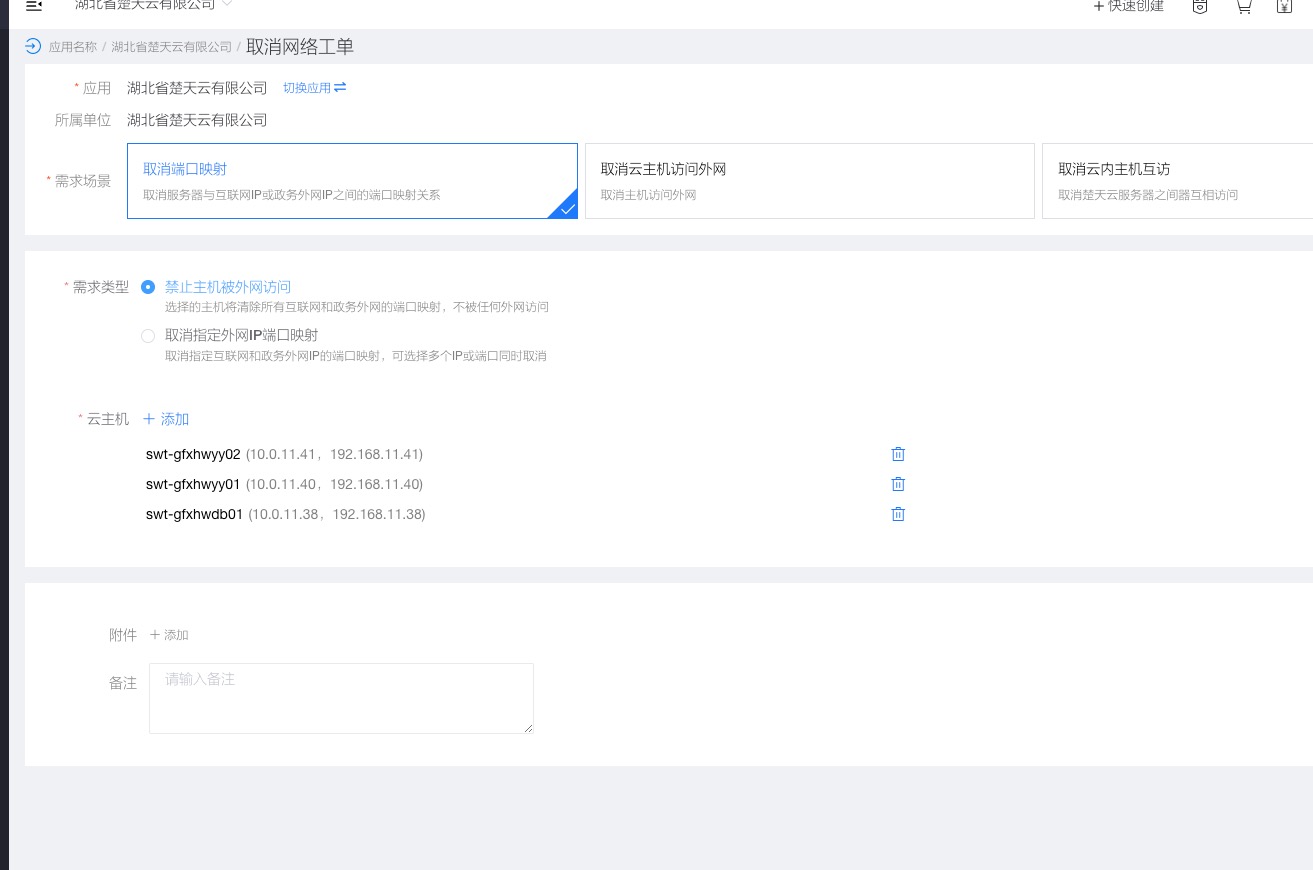 湖北省楚天云有限公司
快速创建
应用名称 / 湖北省楚天云有限公司 / 取消网络工单
* 应用 湖北省楚天云有限公司 切换应用
所属单位 湖北省楚天云有限公司
* 需求场景
取消端口映射
取消服务器与互联网IP或政务外网IP之间的端口映射关系
取消云主机访问外网
取消主机访问外网
取消云内主机互访
取消楚天云服务器之间器互相访问
* 需求类型
禁止主机被外网访问
选择的主机将清除所有互联网和政务外网的端口映射，不被任何外网访问
取消指定外网IP端口映射
取消指定互联网和政务外网IP的端口映射，可选择多个IP或端口同时取消
* 云主机 + 添加
swt-gfxhwyy02 (10.0.11.41，192.168.11.41)
swt-gfxhwyy01 (10.0.11.40，192.168.11.40)
swt-gfxhwdb01 (10.0.11.38，192.168.11.38)
附件 + 添加
备注 请输入备注